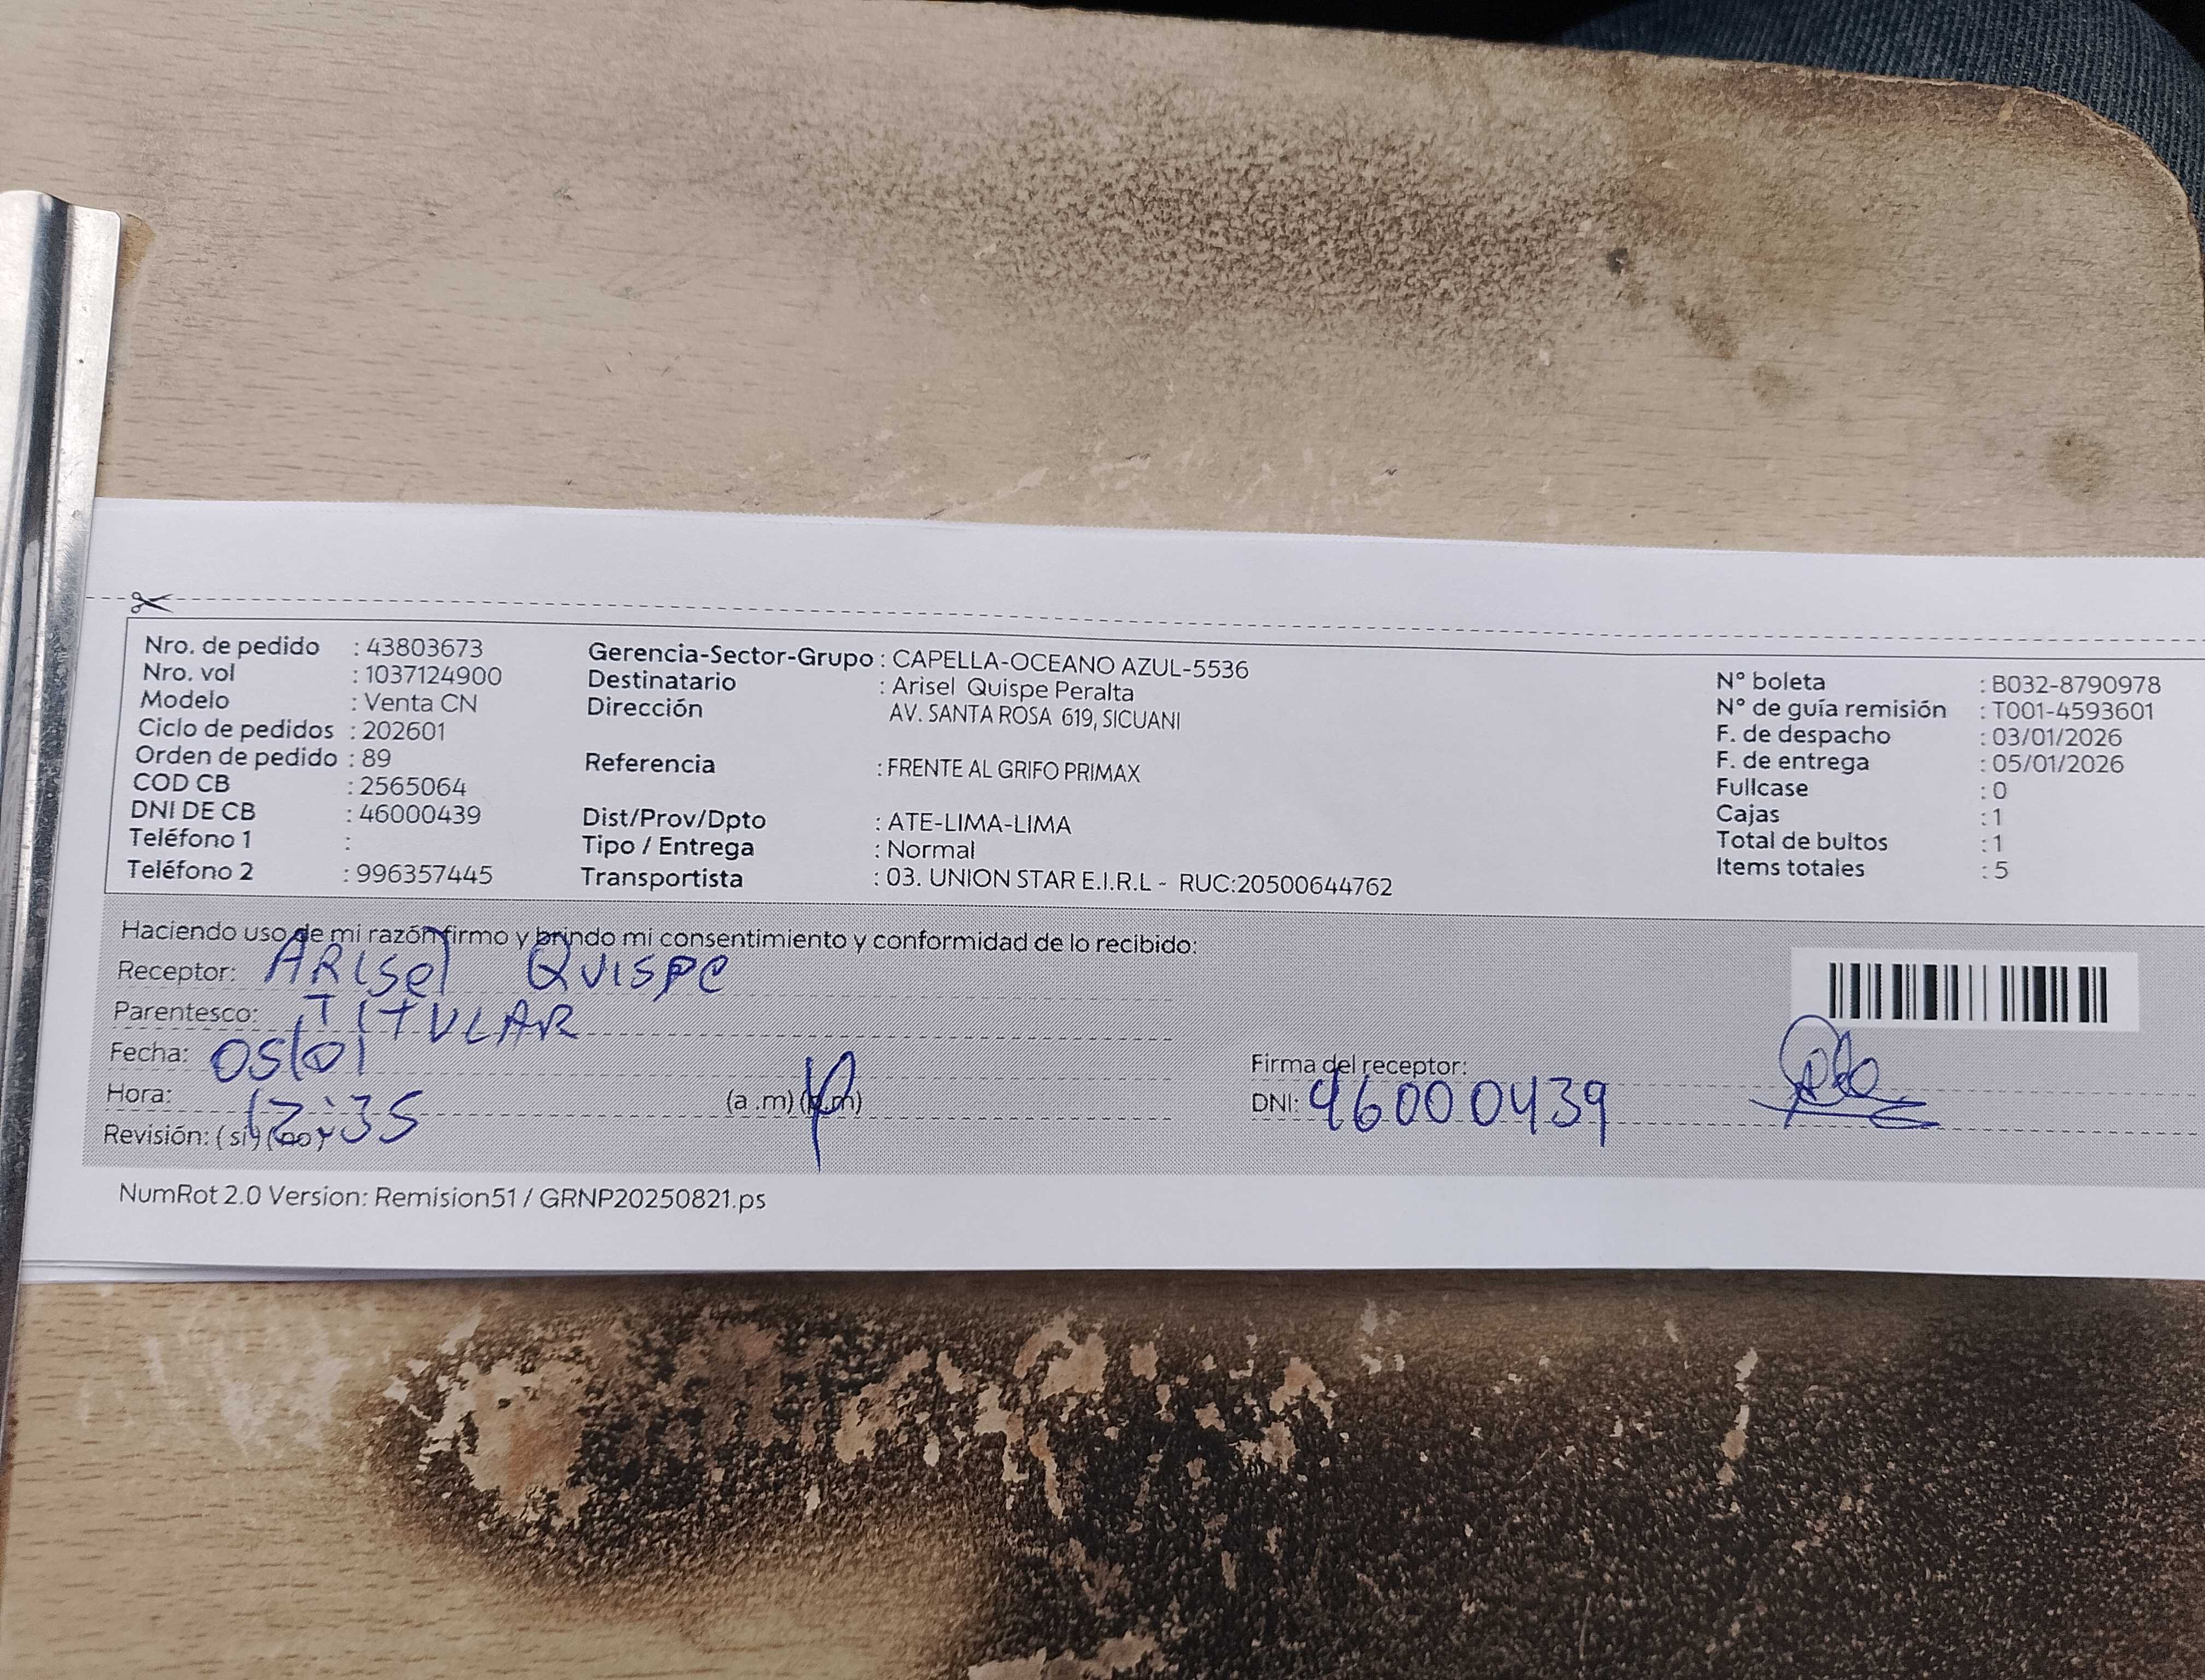 Nro. de pedido : 43803673
Nro. vol : 1037124900
Modelo : Venta CN
Ciclo de pedidos : 202601
Orden de pedido : 89
COD CB : 2565064
DNI DE CB : 46000439
Teléfono 1 :
Teléfono 2 : 996357445
Gerencia-Sector-Grupo : CAPELLA-OCEANO AZUL-5536
Destinatario : Arisel Quispe Peralta
Dirección AV. SANTA ROSA 619, SICUANI
Referencia : FRENTE AL GRIFO PRIMAX
Dist/Prov/Dpto : ATE-LIMA-LIMA
Tipo / Entrega : Normal
Transportista : 03. UNION STAR E.I.R.L - RUC:20500644762
N° boleta : B032-8790978
N° de guía remisión : T001-4593601
F. de despacho : 03/01/2026
F. de entrega : 05/01/2026
Fullcase : 0
Cajas : 1
Total de bultos : 1
Items totales : 5
Haciendo uso de mi razón firmo y brindo mi consentimiento y conformidad de lo recibido:
Receptor: ARISel QUISPe
Parentesco: TITULAR
Fecha: 05/01
Hora: 12:35 (a .m) (p.m)
Revisión: ( si ) ( no )
Firma del receptor:
DNI: 46000439
NumRot 2.0 Version: Remision51 / GRNP20250821.ps